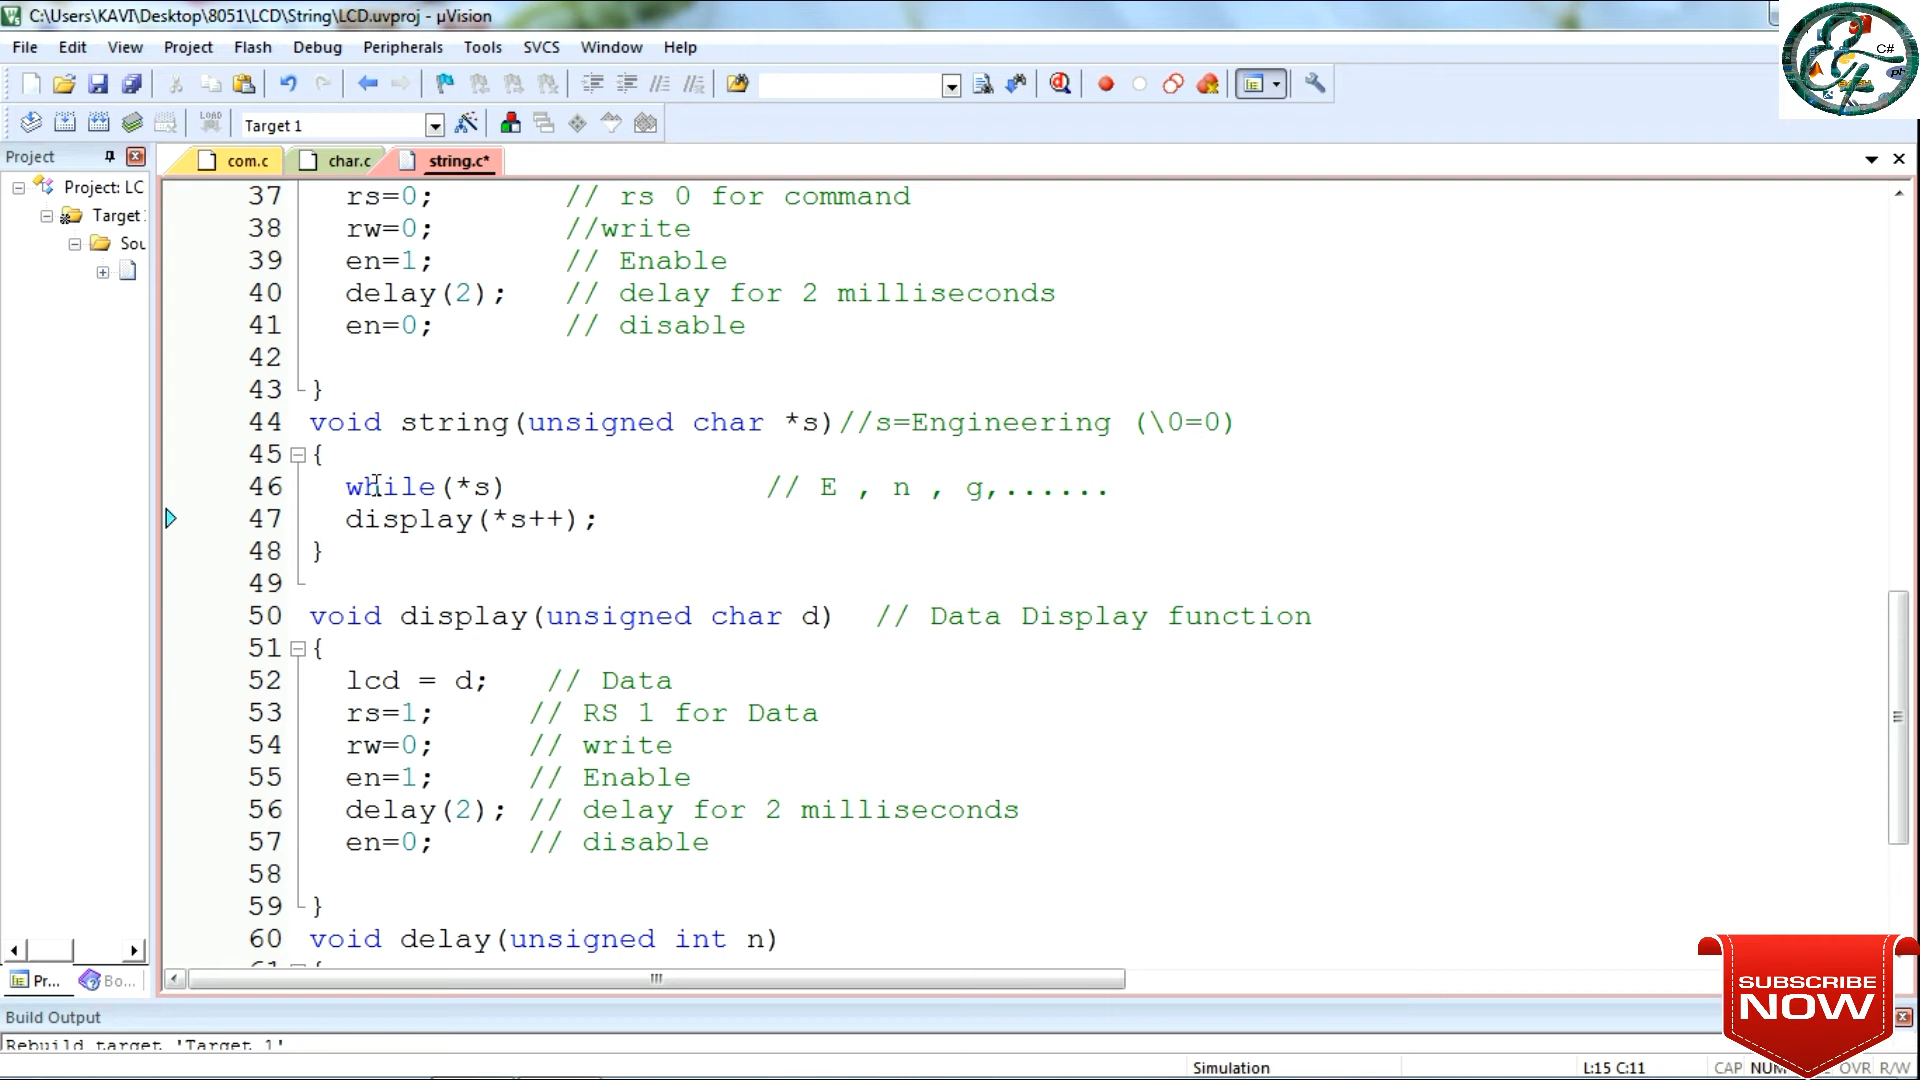 C:\Users\KAVI\Desktop\8051\LCD\String\LCD.uvproj - µVision
File Edit View Project Flash Debug Peripherals Tools SVCS Window Help
C#
LOAD
Target 1
Project
com.c char.c string.c*
Project: LC
Target
Sou
37 rs=0; // rs 0 for command
38 rw=0; //write
39 en=1; // Enable
40 delay(2); // delay for 2 milliseconds
41 en=0; // disable
42
43 }
44 void string(unsigned char *s)//s=Engineering (\0=0)
45 {
46 while(*s) // E , n , g,......
47 display(*s++);
48 }
49
50 void display(unsigned char d) // Data Display function
51 {
52 lcd = d; // Data
53 rs=1; // RS 1 for Data
54 rw=0; // write
55 en=1; // Enable
56 delay(2); // delay for 2 milliseconds
57 en=0; // disable
58
59 }
60 void delay(unsigned int n)
61 {
Pr... Bo...
SUBSCRIBE
NOW
Build Output
Rebuild target 'Target 1'
Simulation L:15 C:11 CAP NUM OVR R/W